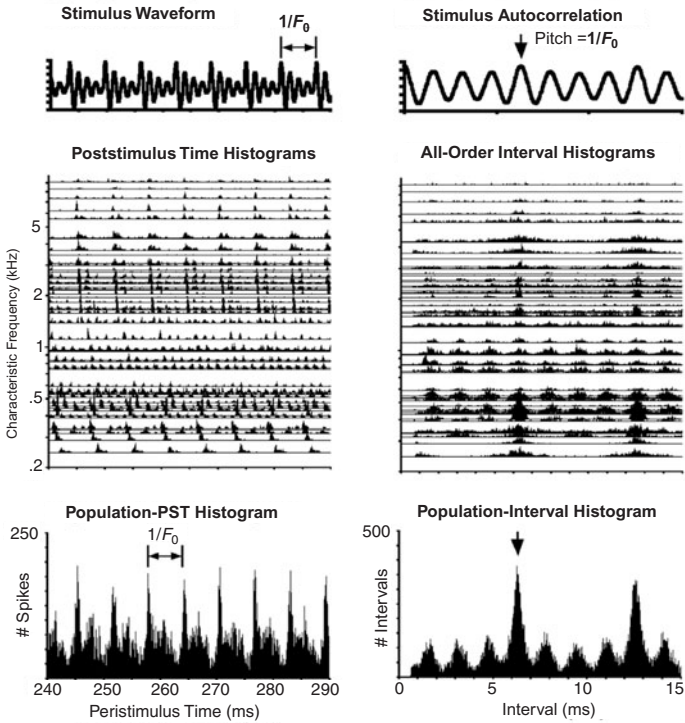 Stimulus Waveform
1/F0
Stimulus Autocorrelation
Pitch =1/F0
Poststimulus Time Histograms
All-Order Interval Histograms
Characteristic Frequency (kHz)
5
2
1
.5
.2
Population-PST Histogram
1/F0
250
# Spikes
240 250 260 270 280 290
Peristimulus Time (ms)
Population-Interval Histogram
500
# Intervals
0 5 10 15
Interval (ms)